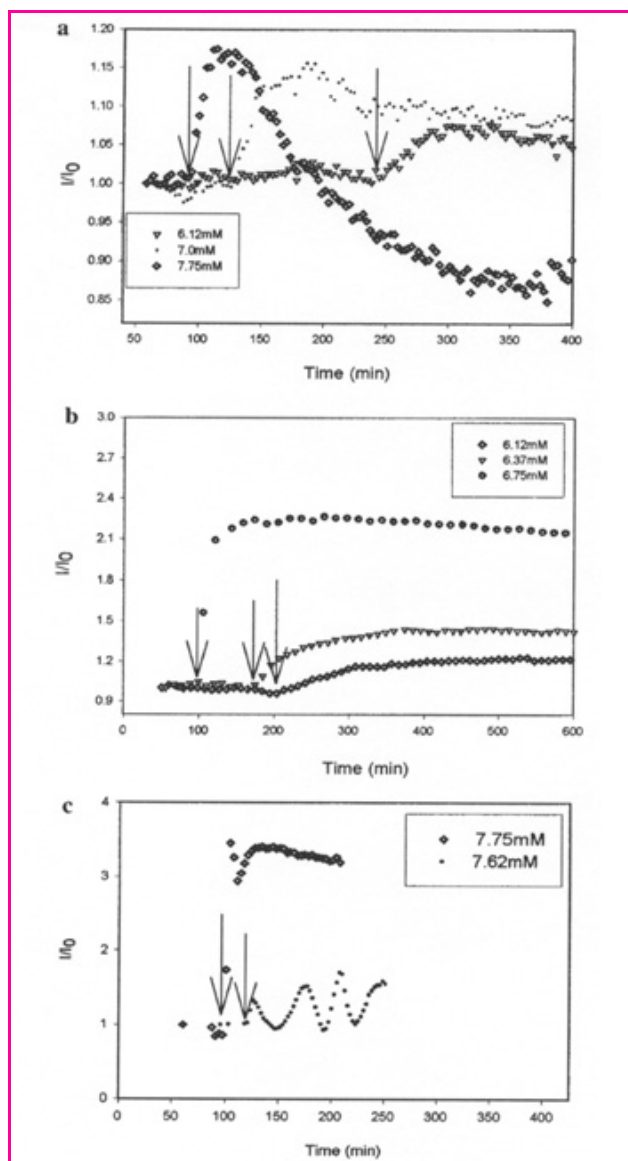 a
1.20
1.15
1.10
1.05
1.00
0.95
0.90
0.85
I/I0
6.12mM
7.0mM
7.75mM
50 100 150 200 250 300 350 400
Time (min)
b
3.0
2.7
2.4
2.1
1.8
1.5
1.2
0.9
I/I0
6.12mM
6.37mM
6.75mM
0 100 200 300 400 500 600
Time (min)
c
4
3
2
1
0
I/I0
7.75mM
7.62mM
0 50 100 150 200 250 300 350 400
Time (min)